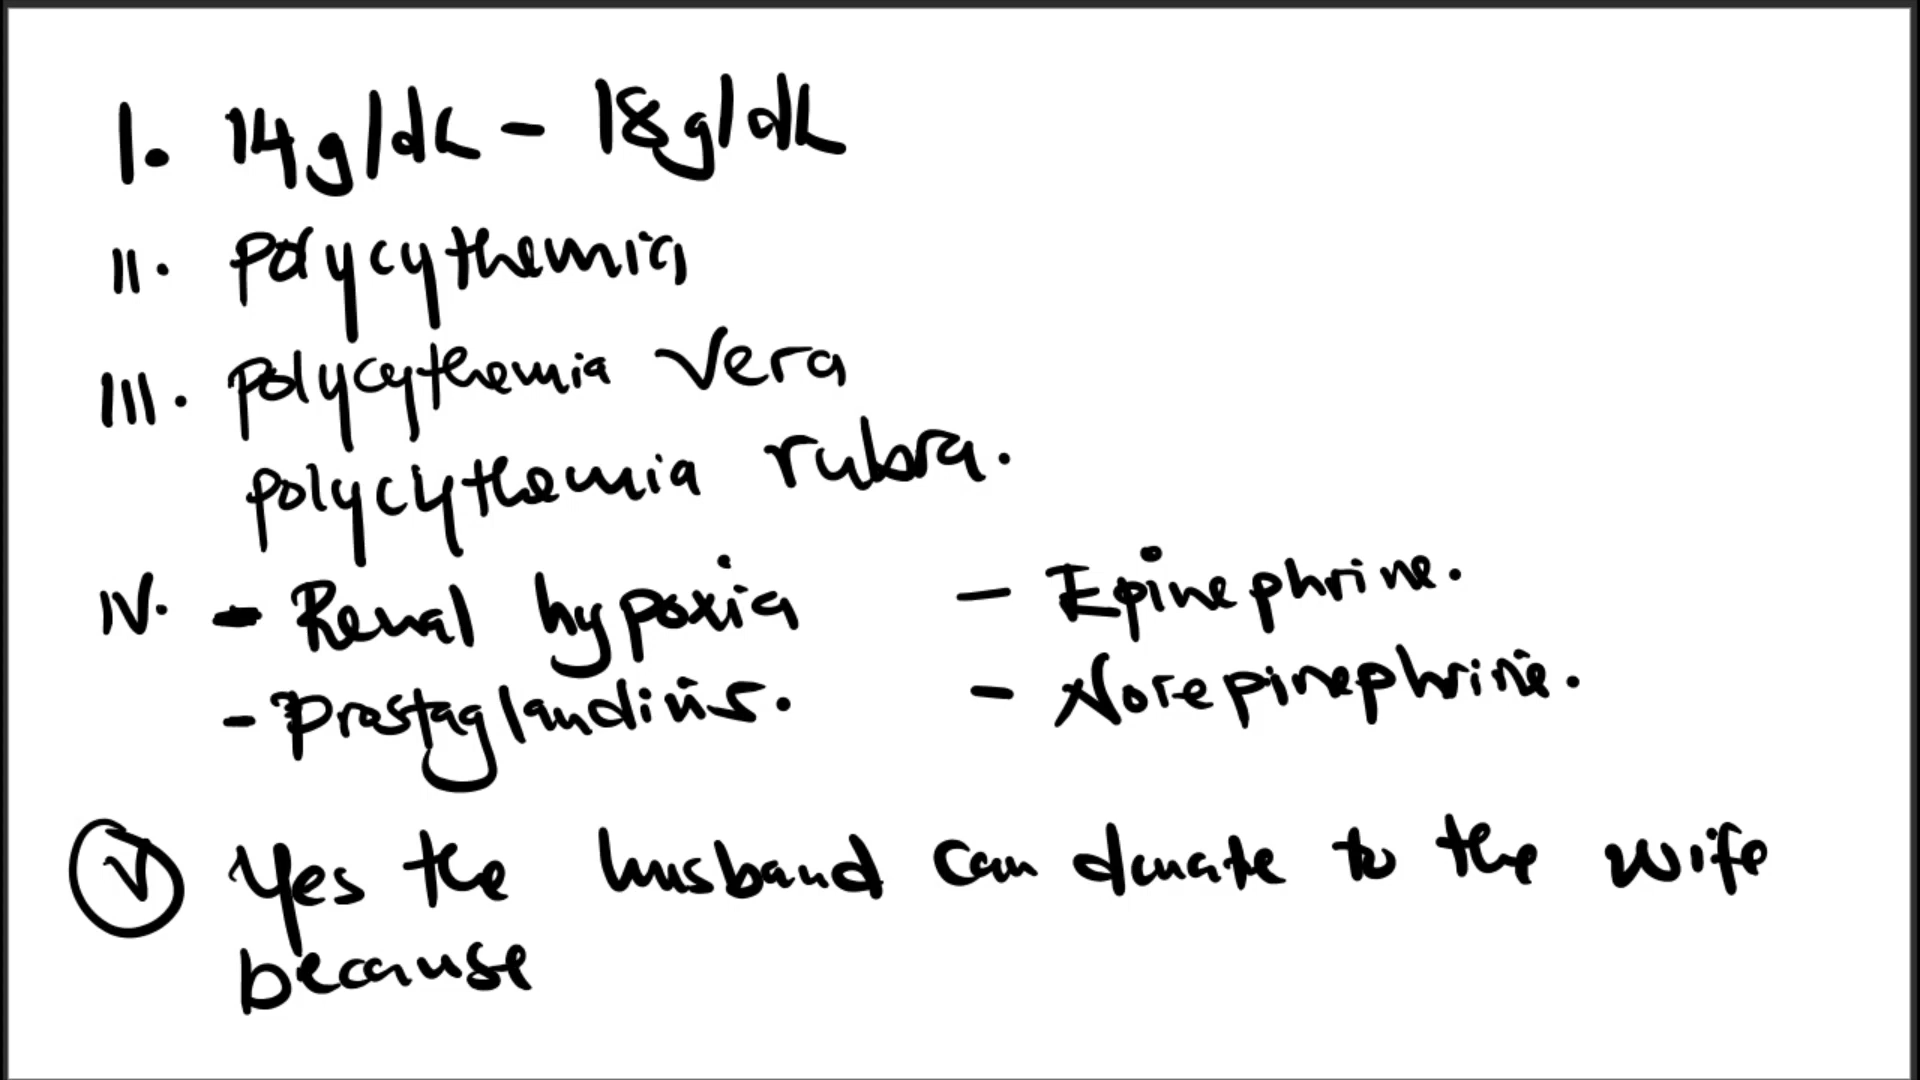 I. 14g/dL - 18g/dL
II. polycythemia
III. polycythemia vera
polycythemia rubra.
IV. - Renal hypoxia - Epinephrine.
- Prostaglandins. - Norepinephrine.
V Yes the husband can donate to the wife
because